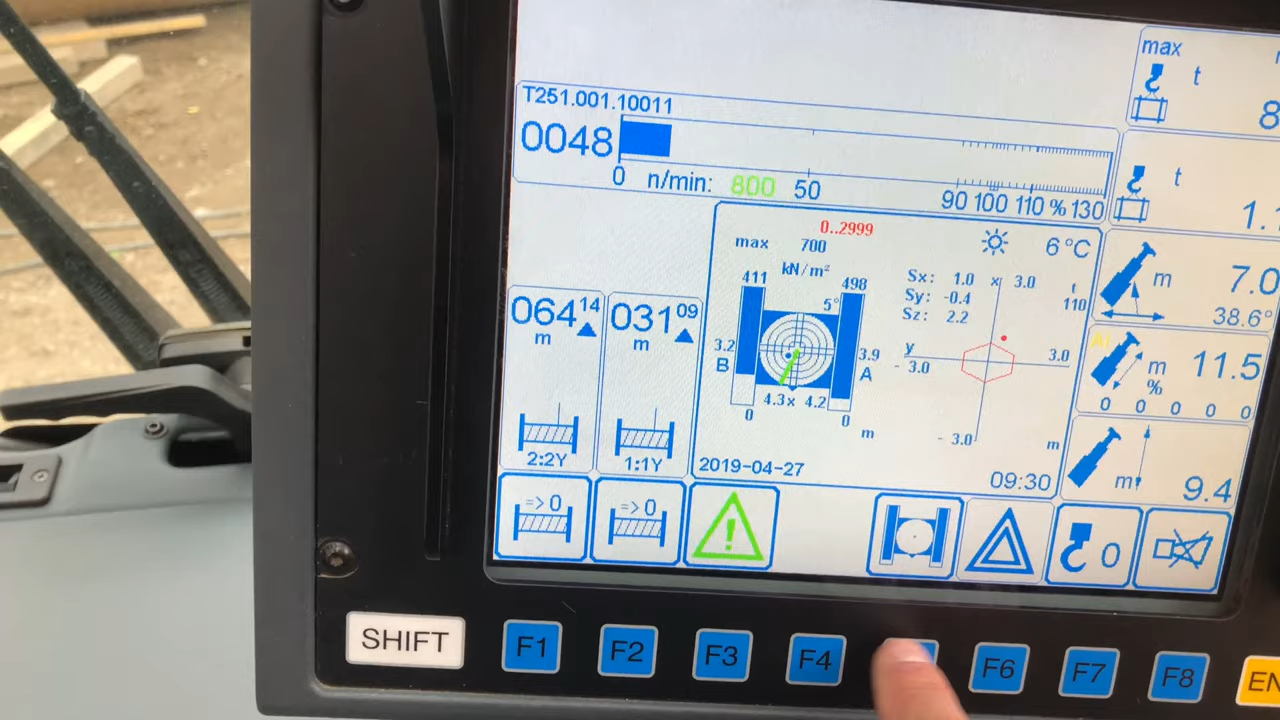 max
t
8
T251.001.10011
0048
0 n/min: 800 50 90 100 110 % 130
t
1.1
0..2999
max 700
kN/m²
6°C
411
498
5°
Sx: 1.0
Sy: -0.4
Sz: 2.2
x 3.0
t
110
m 7.0
38.6°
064 14
m
031 09
m
3.2
B
3.9
A
y
- 3.0
3.0
4.3x 4.2
0
0
m
- 3.0
m
m 11.5
%
0 0 0 0 0
2:2Y
1:1Y
2019-04-27
09:30
m 9.4
=>0
=>0
!
0
SHIFT F1 F2 F3 F4 F6 F7 F8